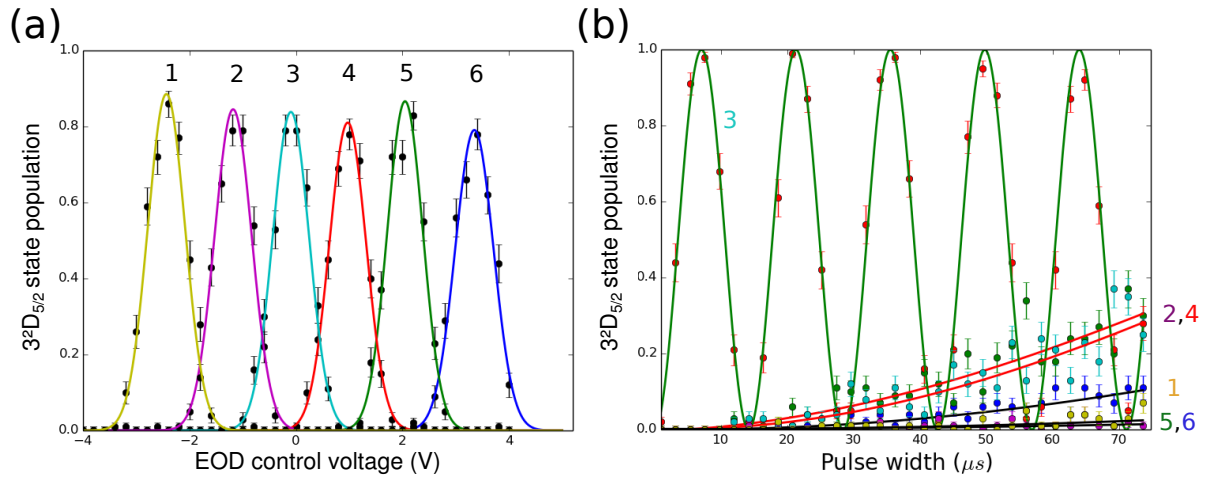 (a)
1 2 3 4 5 6
3²D5/2 state population
1.0
0.8
0.6
0.4
0.2
0.0
−4 −2 0 2 4
EOD control voltage (V)
(b)
3
3²D5/2 state population
1.0
0.8
0.6
0.4
0.2
0.0
10 20 30 40 50 60 70
Pulse width (μs)
2,4
1
5,6